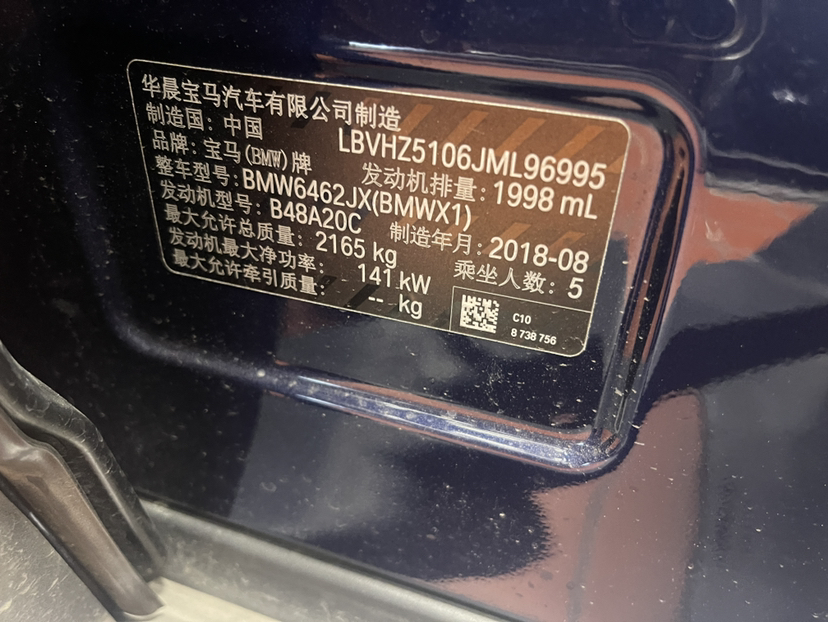 华晨宝马汽车有限公司制造
制造国: 中国 LBVHZ5106JML96995
品牌: 宝马(BMW)牌 发动机排量: 1998 mL
整车型号: BMW6462JX(BMWX1)
发动机型号: B48A20C 制造年月: 2018-08
最大允许总质量: 2165 kg 乘坐人数: 5
发动机最大净功率: 141 kW
最大允许牵引质量: -- kg
C10
8 738 756